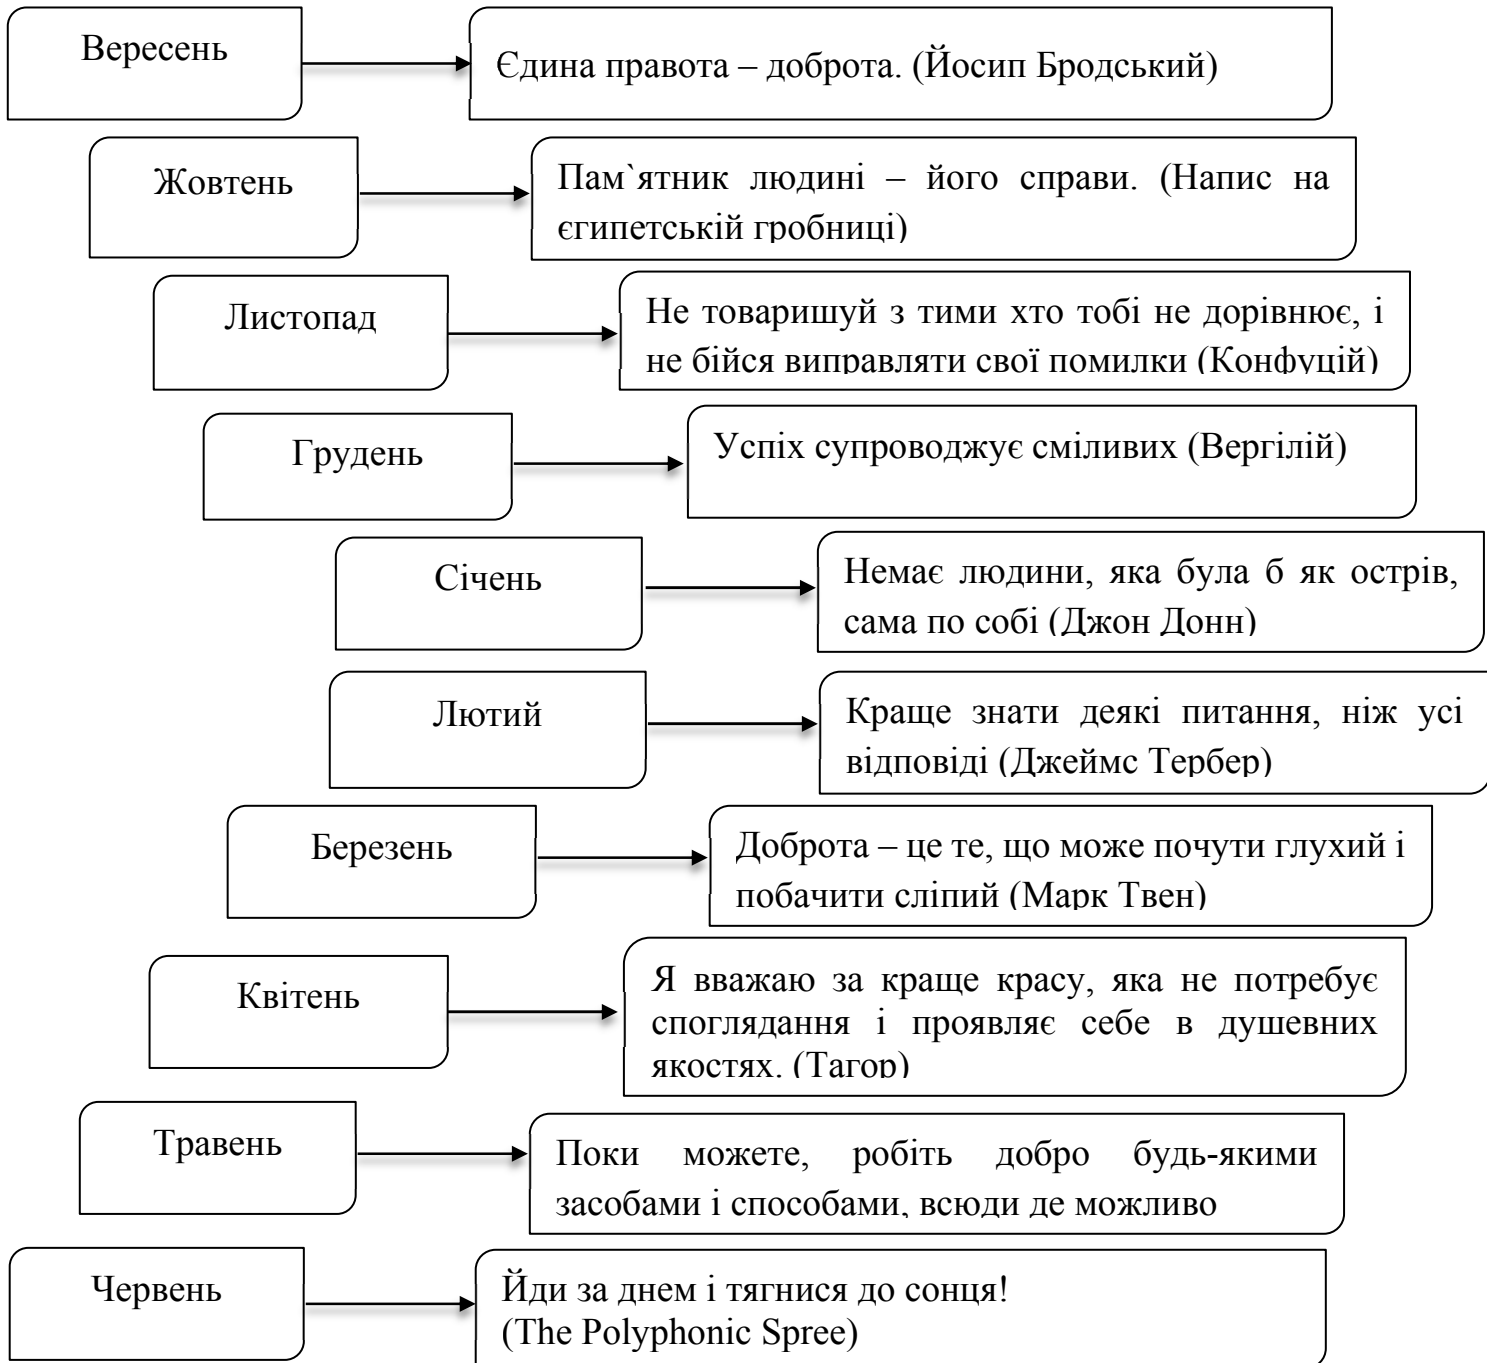 Вересень
Єдина правота – доброта. (Йосип Бродський)
Жовтень
Пам`ятник людині – його справи. (Напис на
єгипетській гробниці)
Листопад
Не товаришуй з тими хто тобі не дорівнює, і
не бійся виправляти свої помилки (Конфуцій)
Грудень
Успіх супроводжує сміливих (Вергілій)
Січень
Немає людини, яка була б як острів,
сама по собі (Джон Донн)
Лютий
Краще знати деякі питання, ніж усі
відповіді (Джеймс Тербер)
Березень
Доброта – це те, що може почути глухий і
побачити сліпий (Марк Твен)
Квітень
Я вважаю за краще красу, яка не потребує
споглядання і проявляє себе в душевних
якостях. (Тагор)
Травень
Поки можете, робіть добро будь-якими
засобами і способами, всюди де можливо
Червень
Йди за днем і тягнися до сонця!
(The Polyphonic Spree)